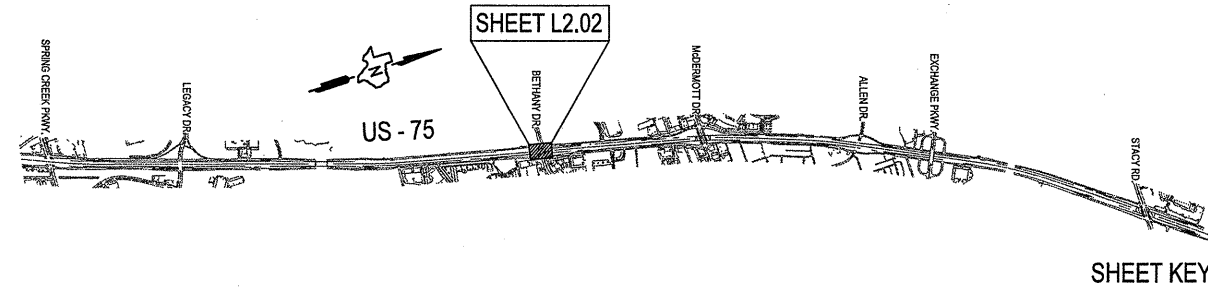 SHEET L2.02
SPRING CREEK PKWY.
LEGACY DR.
N
US - 75
BETHANY DR.
McDERMOTT DR.
ALLEN DR.
EXCHANGE PKWY.
STACY RD.
SHEET KEY